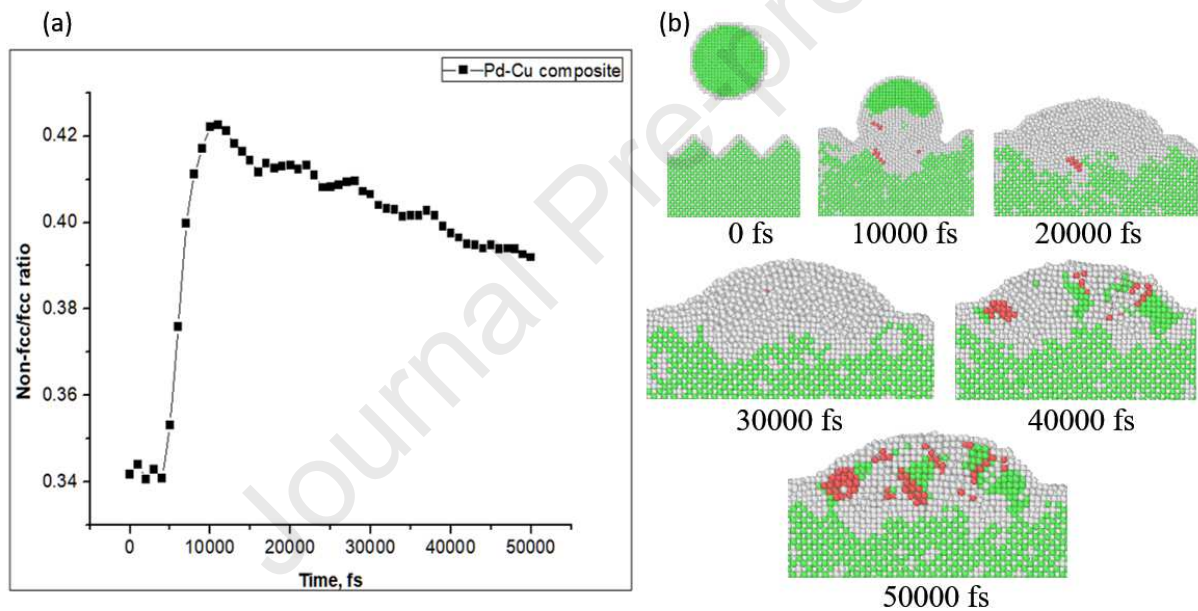 (a)
Pd-Cu composite
0.42
0.40
0.38
0.36
0.34
Non-fcc/fcc ratio
0
10000
20000
30000
40000
50000
Time, fs
(b)
0 fs
10000 fs
20000 fs
30000 fs
40000 fs
50000 fs
Journal Pre-pro